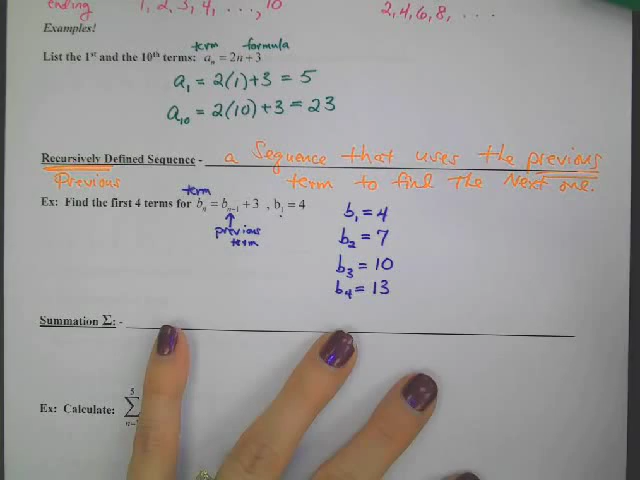 ending 1, 2, 3, 4, . . . , 10 2, 4, 6, 8, . . .
Examples!
term formula
List the 1st and the 10th terms: aₙ = 2n + 3
a₁ = 2(1)+3 = 5
a₁₀ = 2(10)+3 = 23
Recursively Defined Sequence - a sequence that uses the previous
Previous term to find the next one.
term
Ex: Find the first 4 terms for bₙ = bₙ₋₁ + 3 , b₁ = 4
previous
term
b₁ = 4
b₂ = 7
b₃ = 10
b₄ = 13
Summation Σ: -
5
Ex: Calculate: Σ
n=